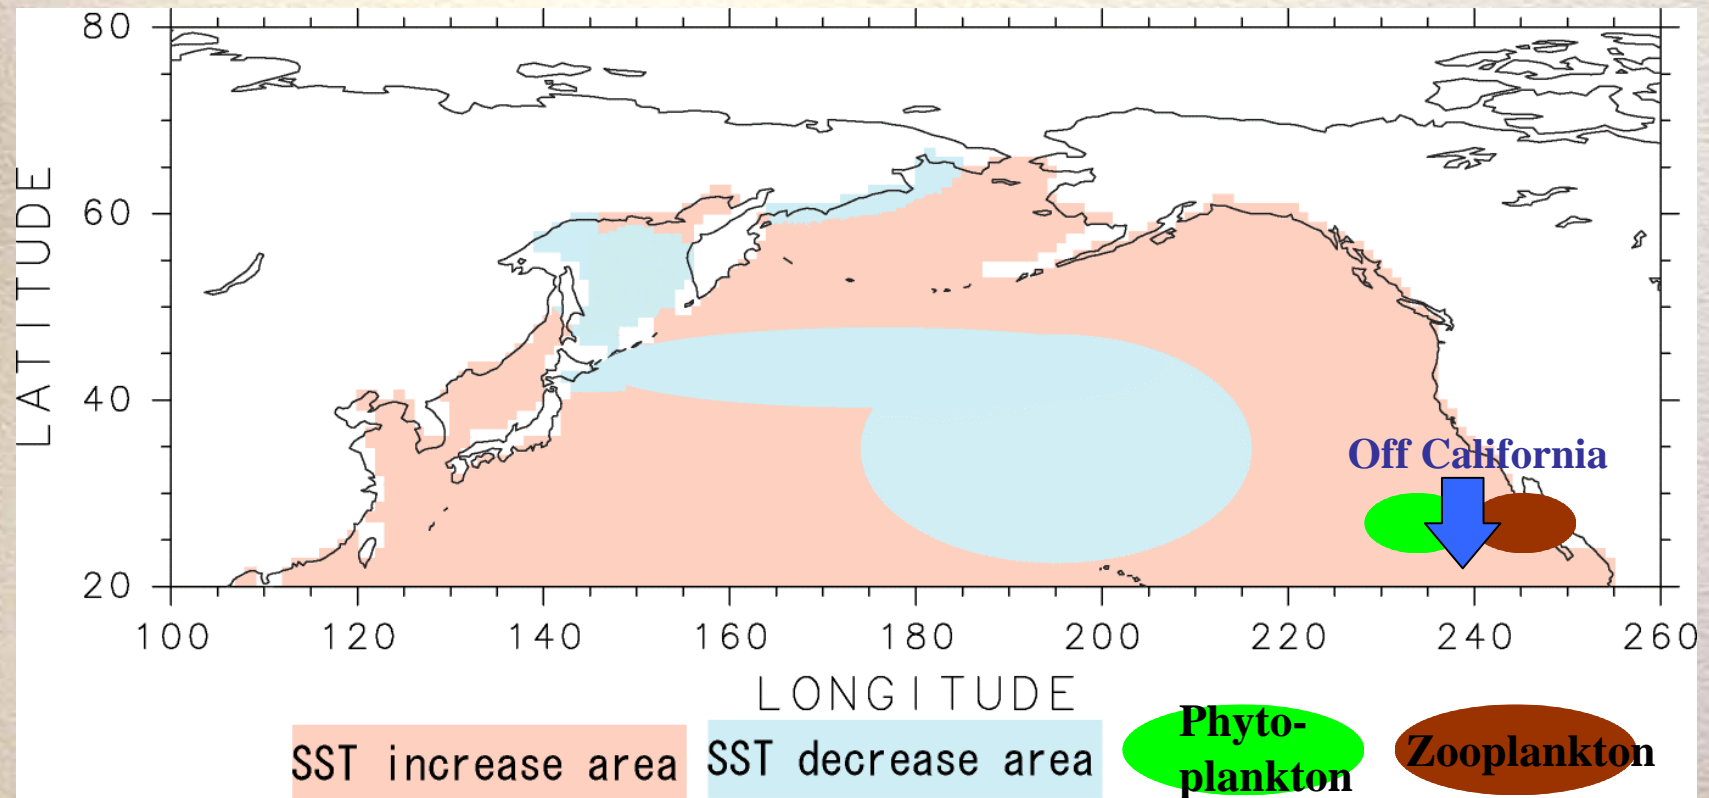 80
60
40
20
LATITUDE
Off California
100 120 140 160 180 200 220 240 260
LONGITUDE
SST increase area
SST decrease area
Phyto-
plankton
Zooplankton